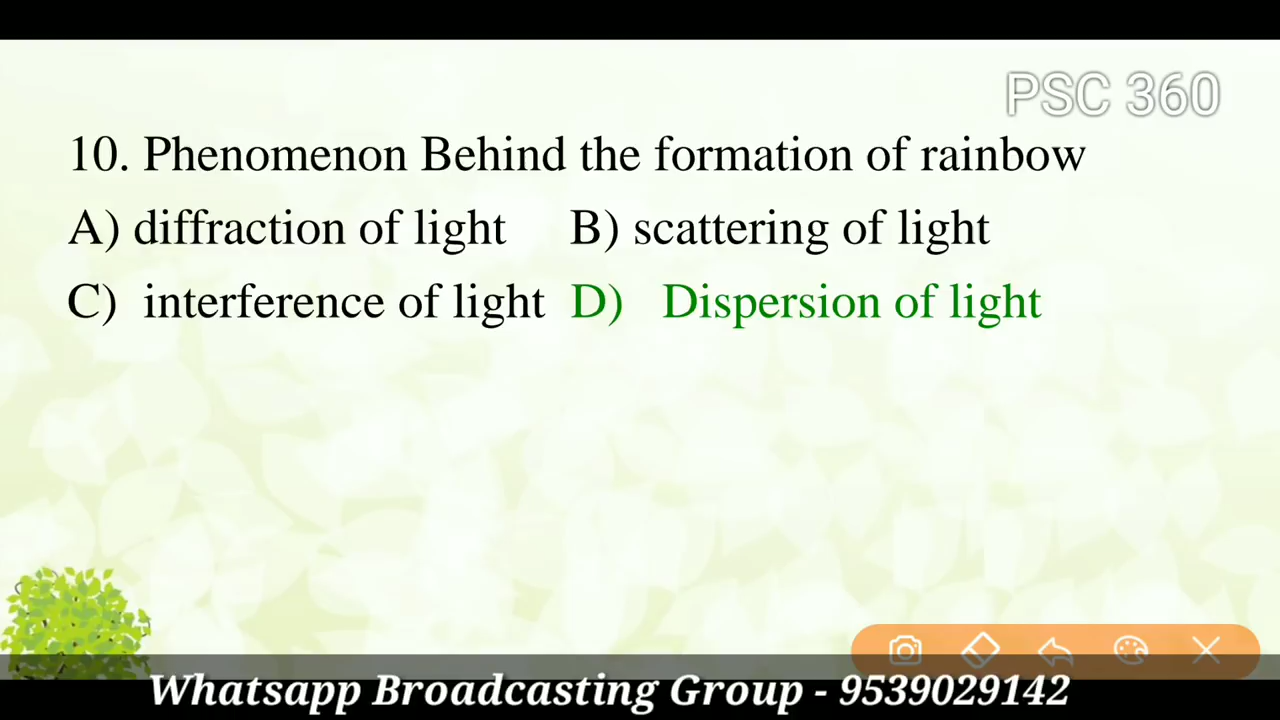 PSC 360
10. Phenomenon Behind the formation of rainbow
A) diffraction of light B) scattering of light
C) interference of light D) Dispersion of light
Whatsapp Broadcasting Group - 9539029142